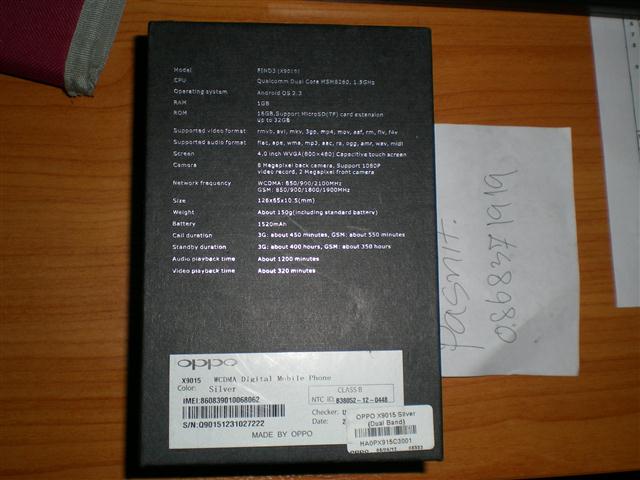 Model FIND3 (X9015)
CPU Qualcomm Dual Core MSM8260, 1.5GHz
Operating system Android OS 2.3
RAM 1GB
ROM 16GB,Support MicroSD(TF) card extension
up to 32GB
Supported video format rmvb, avi, mkv, 3gp, mp4, mov, asf, rm, flv, f4v
Supported audio format flac, ape, wma, mp3, aac, ra, ogg, amr, wav, midi
Screen 4.0 inch WVGA(800×480) Capacitive touch screen
Camera 8 Megapixel back camera, Support 1080P
video record, 2 Megapixel front camera
Network frequency WCDMA: 850/900/2100MHz
GSM: 850/900/1800/1900MHz
Size 126x65x10.5(mm)
Weight About 150g(including standard battery)
Battery 1520mAh
Call duration 3G: about 450 minutes, GSM: about 550 minutes
Standby duration 3G: about 400 hours, GSM: about 350 hours
Audio playback time About 1200 minutes
Video playback time About 320 minutes
oppo
X9015 WCDMA Digital Mobile Phone
Color: Silver
CLASS B
IMEI:860839010068062
NTC ID. B38052-12-0448
Checker:
S/N:Q90151231027222
Date: 2
MADE BY OPPO
OPPO X9015 Silver
(Dual Band)
HA0PX915C3001
OPPO
0868371919